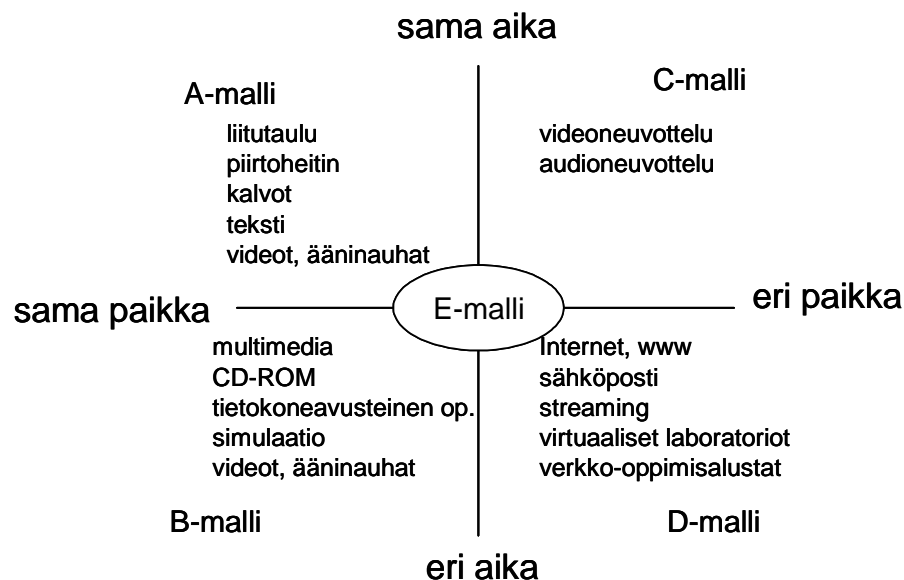 sama aika
A-malli
liitutaulu
piirtoheitin
kalvot
teksti
videot, ääninauhat
C-malli
videoneuvottelu
audioneuvottelu
sama paikka
E-malli
eri paikka
multimedia
CD-ROM
tietokoneavusteinen op.
simulaatio
videot, ääninauhat
B-malli
Internet, www
sähköposti
streaming
virtuaaliset laboratoriot
verkko-oppimisalustat
D-malli
eri aika